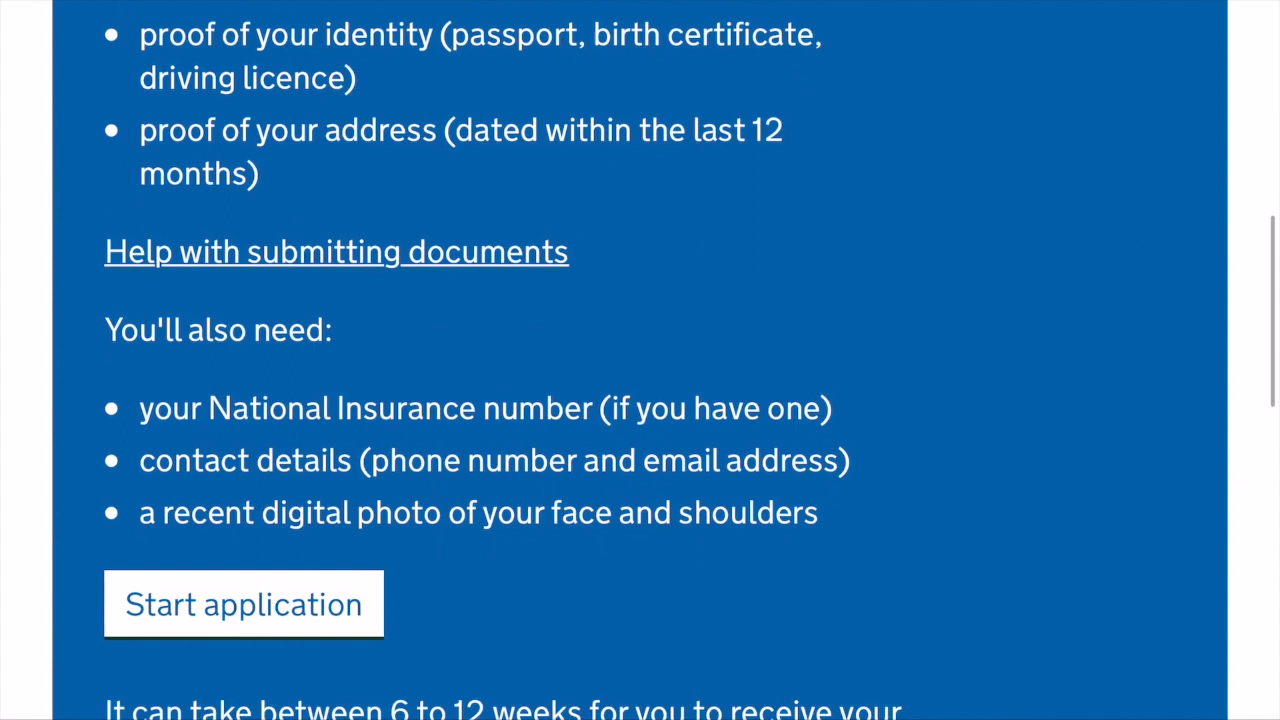 proof of your identity (passport, birth certificate,
driving licence)
proof of your address (dated within the last 12
months)
Help with submitting documents
You'll also need:
your National Insurance number (if you have one)
contact details (phone number and email address)
a recent digital photo of your face and shoulders
Start application
It can take between 6 to 12 weeks for you to receive your